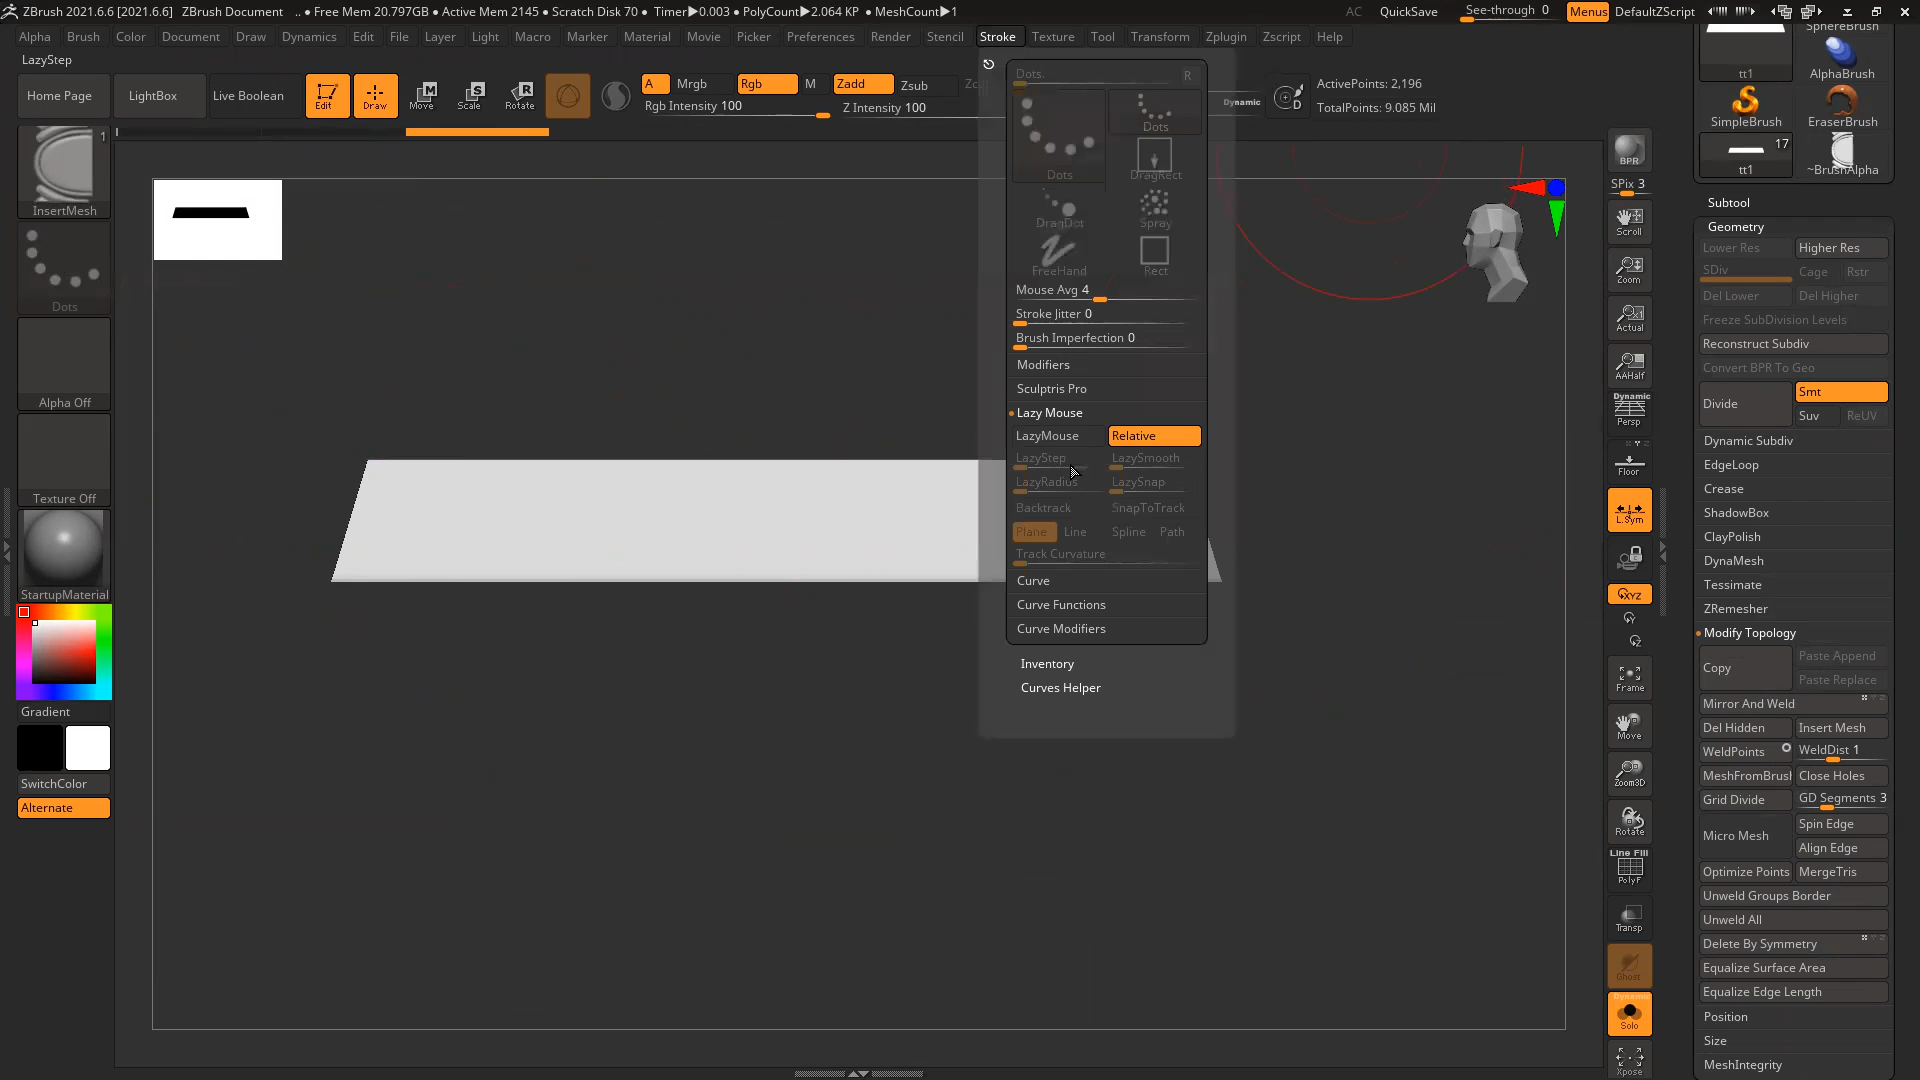 ZBrush 2021.6.6 [2021.6.6] ZBrush Document .. ● Free Mem 20.797GB ● Active Mem 2145 ● Scratch Disk 70 ● Timer▶0.003 ● PolyCount▶2.064 KP ● MeshCount▶1 AC QuickSave See-through 0 Menus DefaultZScript
Alpha Brush Color Document Draw Dynamics Edit File Layer Light Macro Marker Material Movie Picker Preferences Render Stencil Stroke Texture Tool Transform Zplugin Zscript Help
LazyStep
Home Page LightBox Live Boolean Edit Draw Move Scale Rotate
A Mrgb Rgb M Zadd Zsub
Rgb Intensity 100 Z Intensity 100
Dynamic
ActivePoints: 2,196
TotalPoints: 9.085 Mil
1
InsertMesh
Dots
Alpha Off
Texture Off
StartupMaterial
Gradient
SwitchColor
Alternate
Dots. R
Dots
Dots
DragRect
DragDot Spray
FreeHand Rect
Mouse Avg 4
Stroke Jitter 0
Brush Imperfection 0
Modifiers
Sculptris Pro
Lazy Mouse
LazyMouse Relative
LazyStep LazySmooth
LazyRadius LazySnap
Backtrack SnapToTrack
Plane Line Spline Path
Track Curvature
Curve
Curve Functions
Curve Modifiers
Inventory
Curves Helper
BPR
SPix 3
Scroll
Zoom
Actual
AAHalf
Dynamic
Persp
Floor
L.Sym
XYZ
Frame
Move
Zoom3D
Rotate
Line Fill
PolyF
Transp
Ghost
Dynamic
Solo
Xpose
SphereBrush
tt1 AlphaBrush
SimpleBrush EraserBrush
17
tt1 ~BrushAlpha
Subtool
Geometry
Lower Res Higher Res
SDiv Cage Rstr
Del Lower Del Higher
Freeze SubDivision Levels
Reconstruct Subdiv
Convert BPR To Geo
Divide Smt
Suv ReUV
Dynamic Subdiv
EdgeLoop
Crease
ShadowBox
ClayPolish
DynaMesh
Tessimate
ZRemesher
Modify Topology
Copy Paste Append
Paste Replace
Mirror And Weld
Del Hidden Insert Mesh
WeldPoints WeldDist 1
MeshFromBrush Close Holes
Grid Divide GD Segments 3
Micro Mesh Spin Edge
Align Edge
Optimize Points MergeTris
Unweld Groups Border
Unweld All
Delete By Symmetry
Equalize Surface Area
Equalize Edge Length
Position
Size
MeshIntegrity